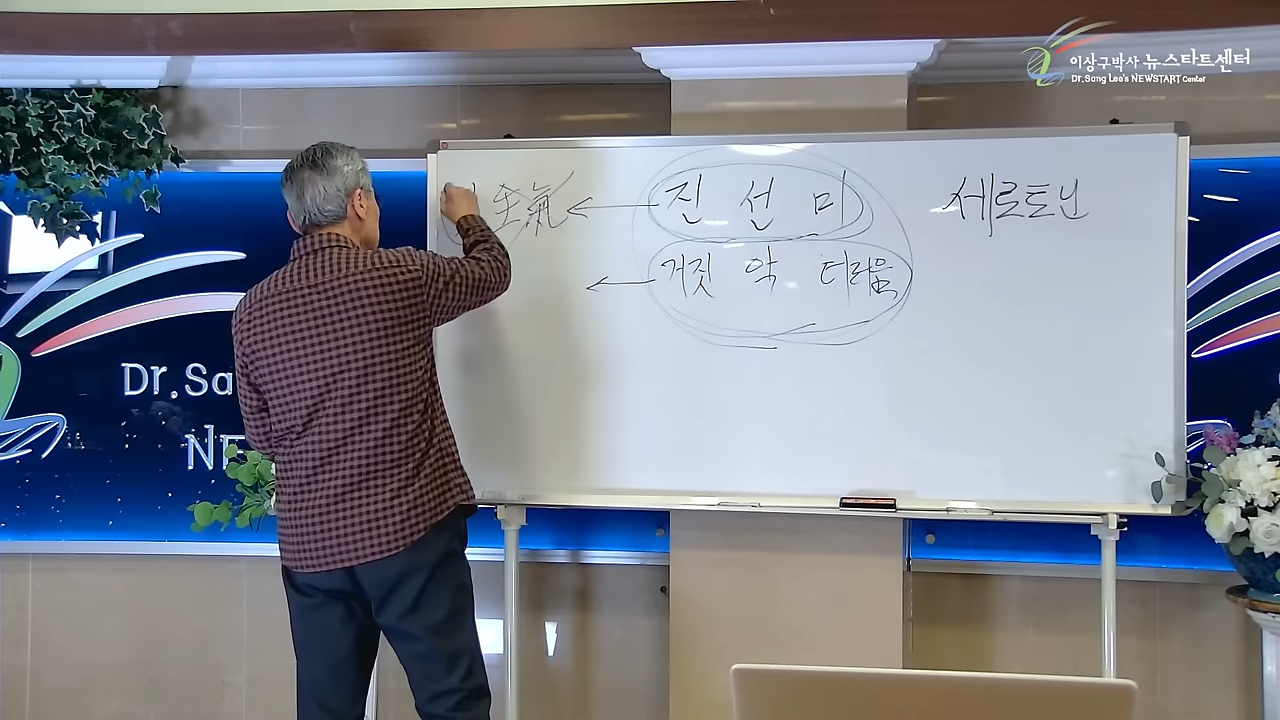 이상구박사 뉴스타트센터
Dr.Sang Lee's NEWSTART Center
진 선 미 세로토닌
거짓 악 더러움
Dr.Sa
NE